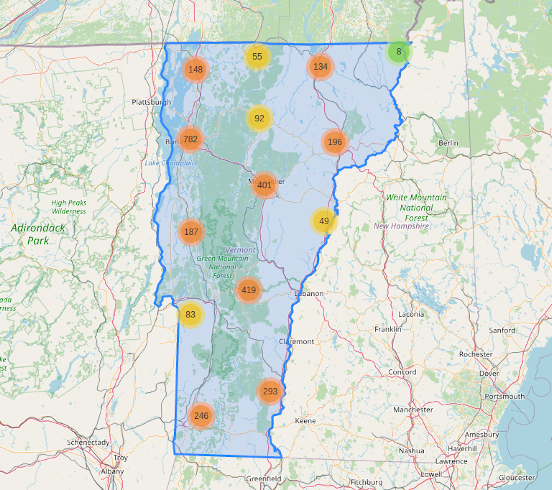 8
55
134
148
Plattsburgh
92
782
196
Berlin
Lake Champlain
401
High Peaks
Wilderness
White Mountain
National
Forest
New Hampshire
49
Adirondack
Park
187
Vermont
Green Mountain
National
Forest
419
Lebanon
83
Laconia
Franklin
Sanford
Claremont
Rochester
Concord
Dover
293
Portsmouth
246
Manchester
Keene
Amesbury
Schenectady
Nashua
Haverhill
Troy
Lawrence
Albany
Lowell
Greenfield
Fitchburg
Gloucester